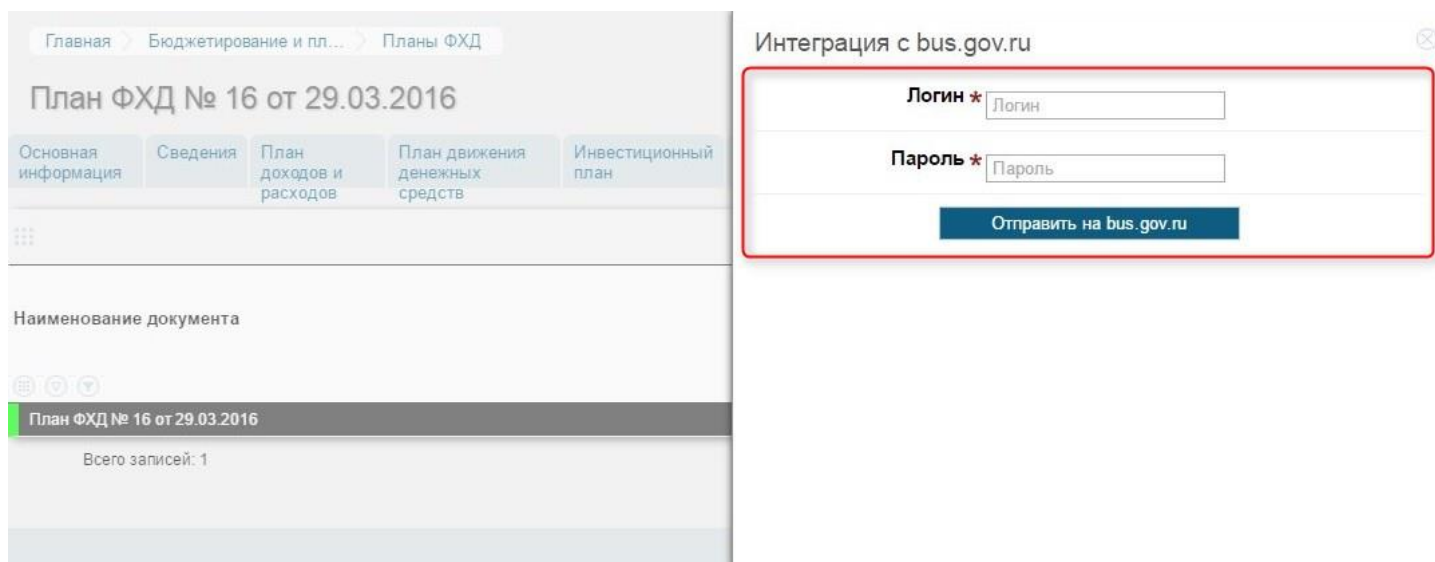 Главная Бюджетирование и пл... Планы ФХД
План ФХД № 16 от 29.03.2016
Основная информация
Сведения
План доходов и расходов
План движения денежных средств
Инвестиционный план
Наименование документа
План ФХД № 16 от 29.03.2016
Всего записей: 1
Интеграция с bus.gov.ru
Логин * Логин
Пароль * Пароль
Отправить на bus.gov.ru